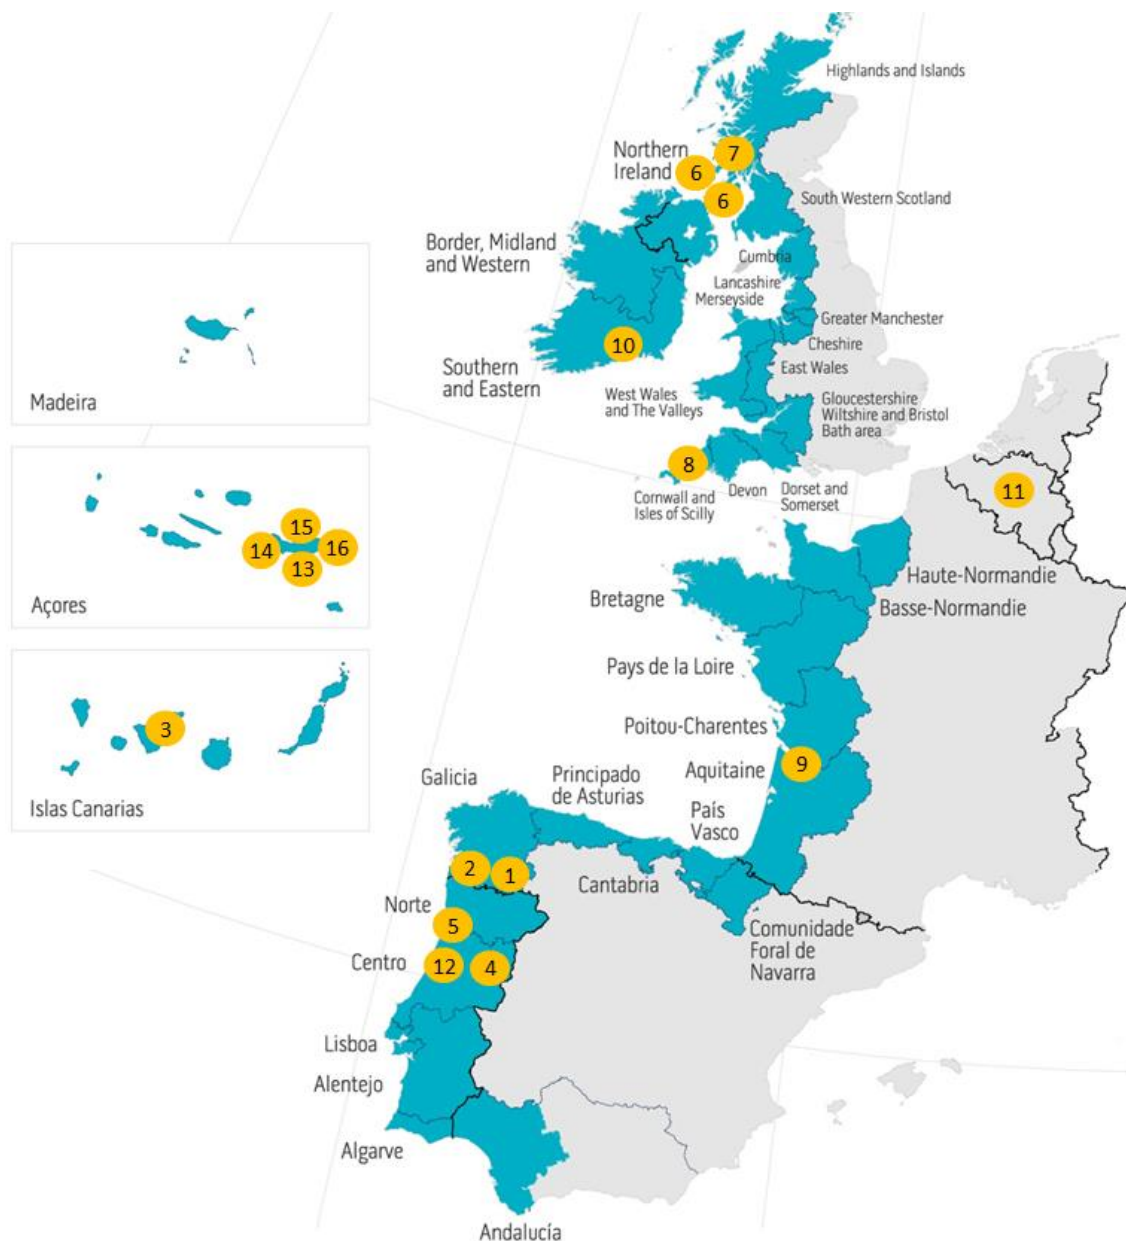 Highlands and Islands
7
Northern
Ireland
6
6
South Western Scotland
Border, Midland
and Western
Cumbria
Lancashire
Merseyside
Greater Manchester
10
Cheshire
Southern
and Eastern
East Wales
West Wales
and The Valleys
Gloucestershire
Wiltshire and Bristol
Bath area
8
Cornwall and
Isles of Scilly
Devon
Dorset and
Somerset
11
Madeira
15
14
16
13
Açores
3
Islas Canarias
Haute-Normandie
Basse-Normandie
Bretagne
Pays de la Loire
Poitou-Charentes
9
Aquitaine
Galicia
Principado
de Asturias
País
Vasco
2
1
Cantabria
Norte
5
Comunidade
Foral de
Navarra
Centro
12
4
Lisboa
Alentejo
Algarve
Andalucía